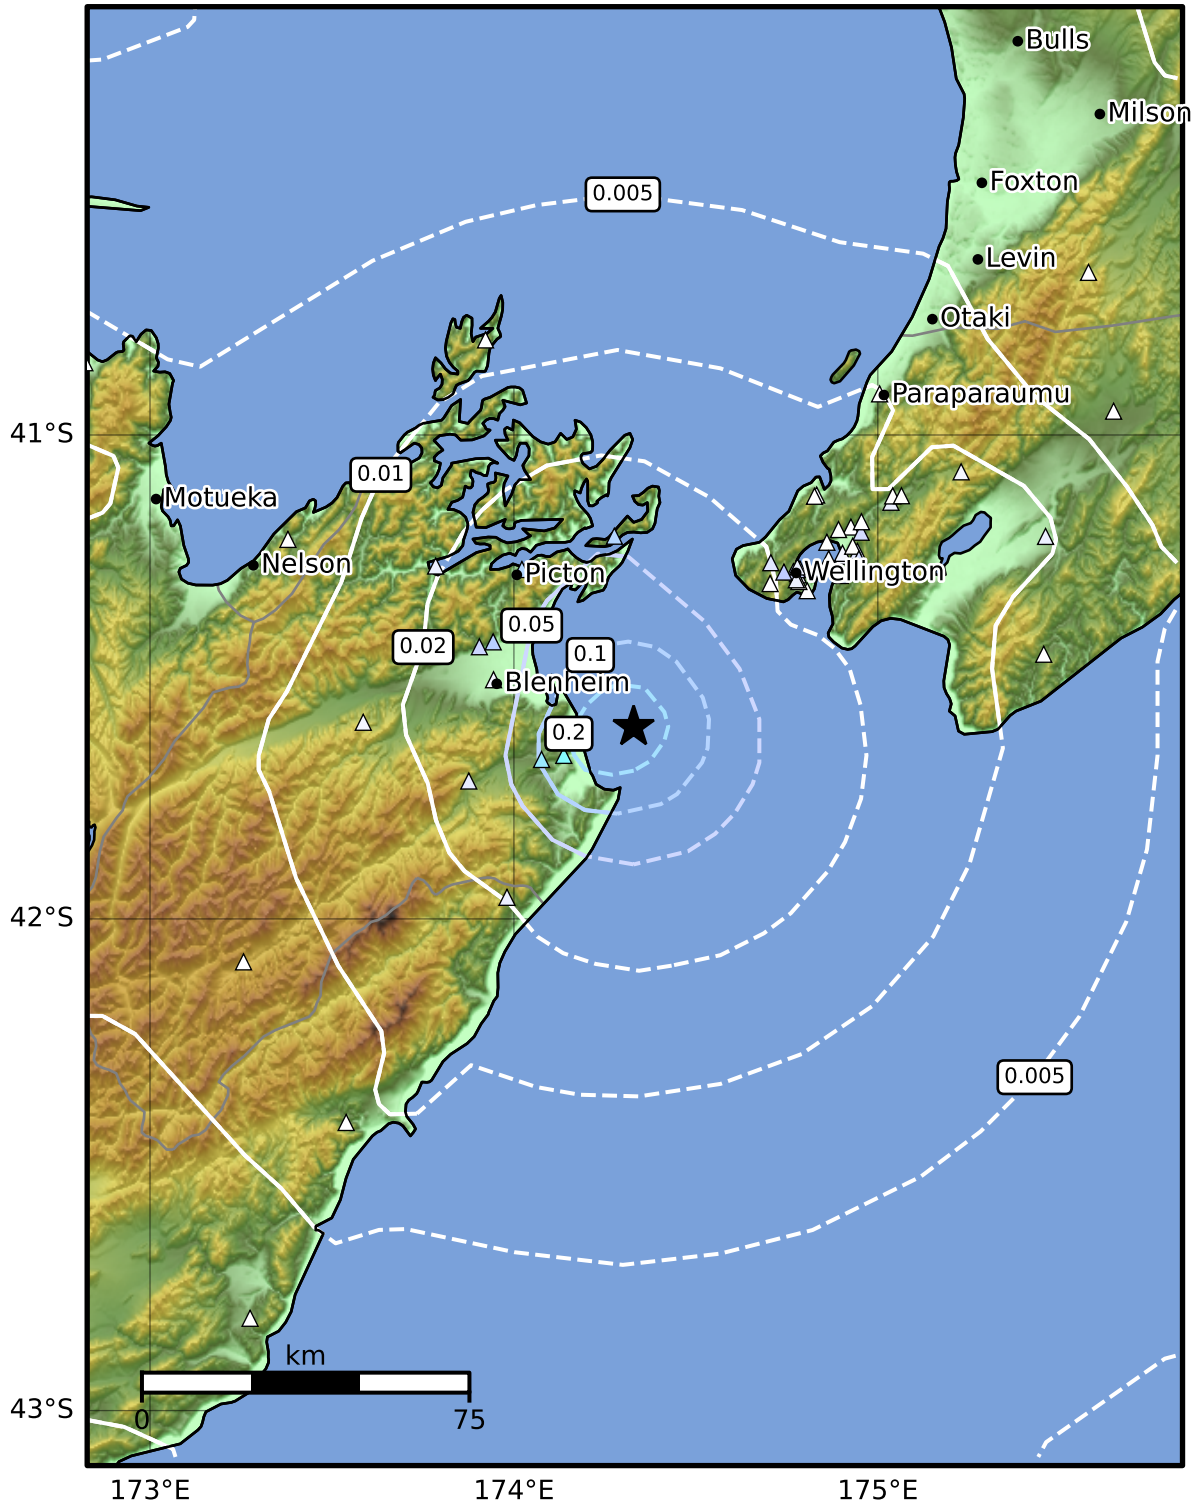 Bulls
Milson
Foxton
0.005
Levin
Otaki
Paraparaumu
41°S
0.01
Motueka
Nelson
Picton
Wellington
0.05
0.02
0.1
Blenheim
0.2
42°S
0.005
km
0
75
43°S
173°E
174°E
175°E